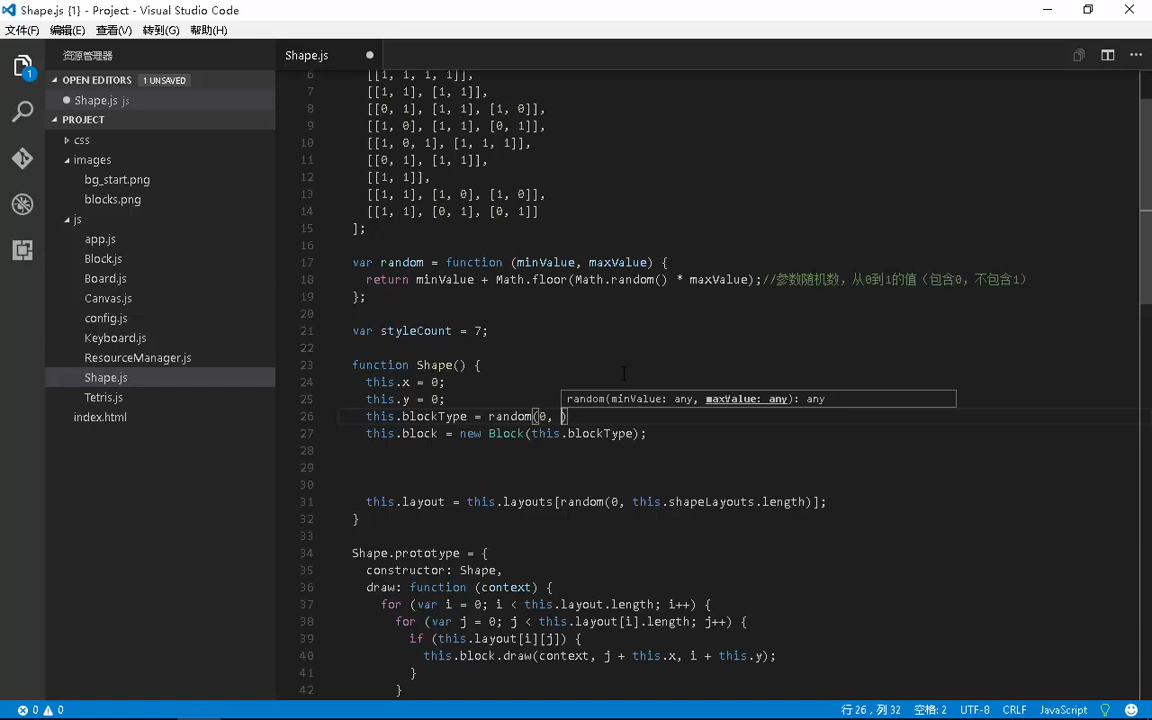 Shape.js {1} - Project - Visual Studio Code
文件(F) 编辑(E) 查看(V) 转到(G) 帮助(H)
资源管理器
OPEN EDITORS 1 UNSAVED
Shape.js js
PROJECT
css
images
bg_start.png
blocks.png
js
app.js
Block.js
Board.js
Canvas.js
config.js
Keyboard.js
ResourceManager.js
Shape.js
Tetris.js
index.html
1
Shape.js
6 [[1, 1, 1, 1]],
7 [[1, 1], [1, 1]],
8 [[0, 1], [1, 1], [1, 0]],
9 [[1, 0], [1, 1], [0, 1]],
10 [[1, 0, 1], [1, 1, 1]],
11 [[0, 1], [1, 1]],
12 [[1, 1]],
13 [[1, 1], [1, 0], [1, 0]],
14 [[1, 1], [0, 1], [0, 1]]
15 ];
16
17 var random = function (minValue, maxValue) {
18 return minValue + Math.floor(Math.random() * maxValue);//参数随机数，从0到1的值（包含0，不包含1）
19 };
20
21 var styleCount = 7;
22
23 function Shape() {
24 this.x = 0;
25 this.y = 0;
random(minValue: any, maxValue: any): any
26 this.blockType = random(0, )
27 this.block = new Block(this.blockType);
28
29
30
31 this.layout = this.layouts[random(0, this.shapeLayouts.length)];
32 }
33
34 Shape.prototype = {
35 constructor: Shape,
36 draw: function (context) {
37 for (var i = 0; i < this.layout.length; i++) {
38 for (var j = 0; j < this.layout[i].length; j++) {
39 if (this.layout[i][j]) {
40 this.block.draw(context, j + this.x, i + this.y);
41 }
42 }
0 0
行 26，列 32 空格: 2 UTF-8 CRLF JavaScript